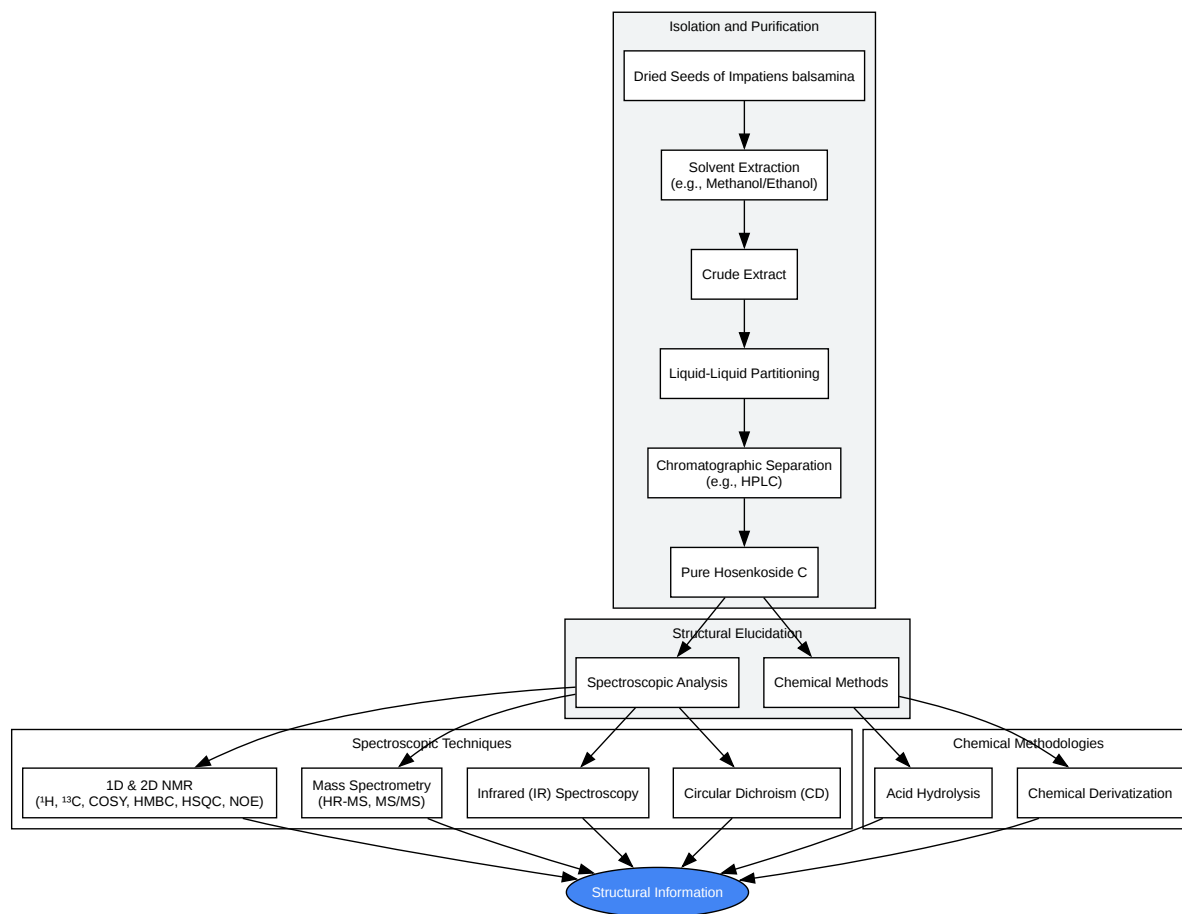 Isolation and Purification
Dried Seeds of Impatiens balsamina
Solvent Extraction
(e.g., Methanol/Ethanol)
Crude Extract
Liquid-Liquid Partitioning
Chromatographic Separation
(e.g., HPLC)
Pure Hosenkoside C
Structural Elucidation
Spectroscopic Analysis
Chemical Methods
Spectroscopic Techniques
Chemical Methodologies
1D & 2D NMR
(¹H, ¹³C, COSY, HMBC, HSQC, NOE)
Mass Spectrometry
(HR-MS, MS/MS)
Infrared (IR) Spectroscopy
Circular Dichroism (CD)
Acid Hydrolysis
Chemical Derivatization
Structural Information